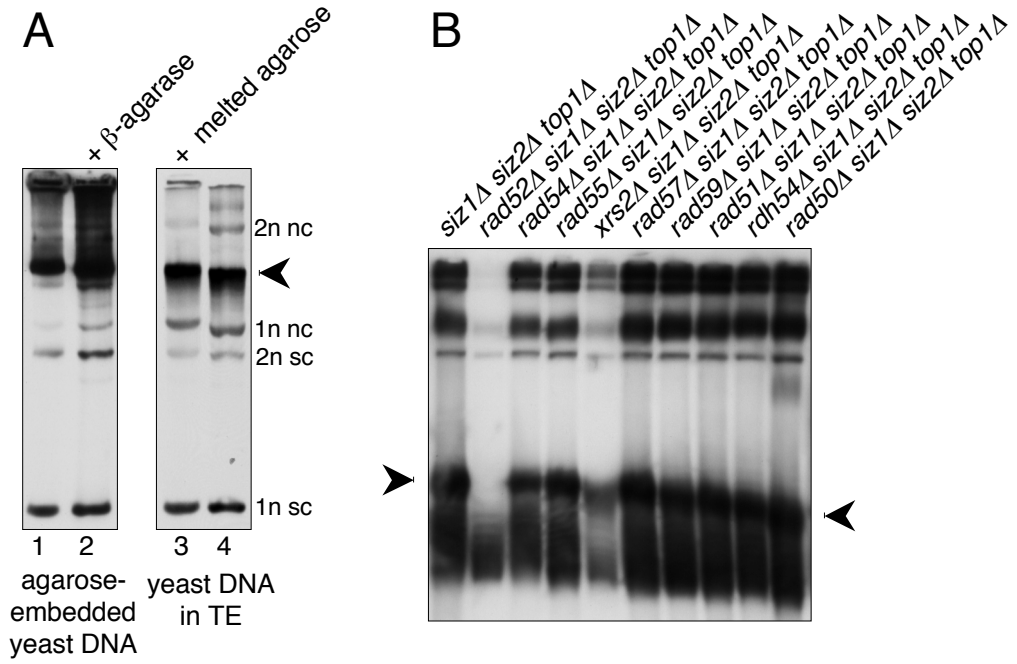 A
+ β-agarase
+ melted agarose
2n nc
1n nc
2n sc
1n sc
1 2 3 4
agarose-
embedded
yeast DNA
yeast DNA
in TE
B
siz1Δ siz2Δ top1Δ
rad52Δ siz1Δ siz2Δ top1Δ
rad54Δ siz1Δ siz2Δ top1Δ
rad55Δ siz1Δ siz2Δ top1Δ
xrs2Δ siz1Δ siz2Δ top1Δ
rad57Δ siz1Δ siz2Δ top1Δ
rad59Δ siz1Δ siz2Δ top1Δ
rad51Δ siz1Δ siz2Δ top1Δ
rdh54Δ siz1Δ siz2Δ top1Δ
rad50Δ siz1Δ siz2Δ top1Δ